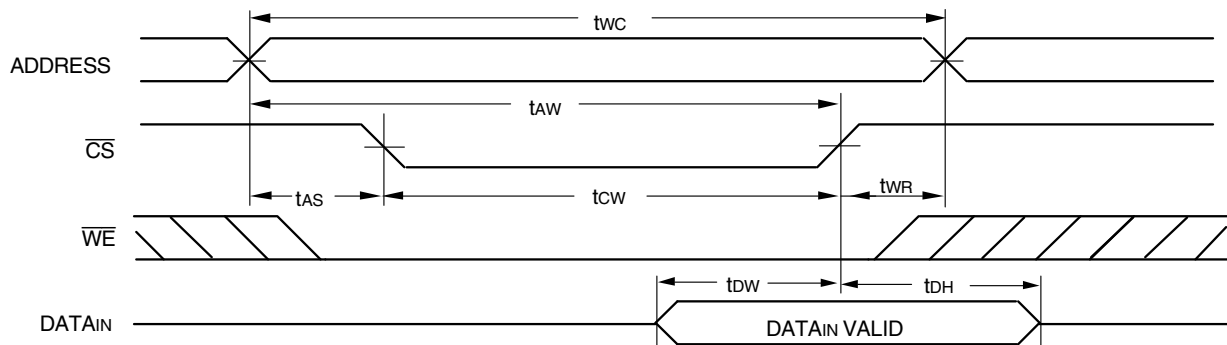 tWC
ADDRESS
tAW
CS
tAS
tCW
tWR
WE
tDW
tDH
DATAIN
DATAIN VALID